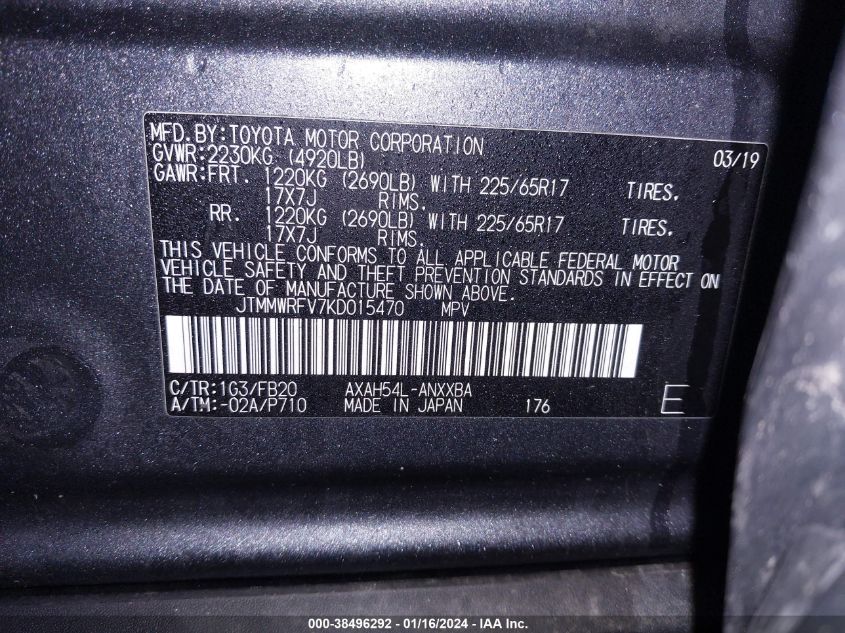 MFD.BY:TOYOTA MOTOR CORPORATION 03/19
GVWR:2230KG (4920LB)
GAWR:FRT. 1220KG (2690LB) WITH 225/65R17 TIRES.
17X7J RIMS.
RR. 1220KG (2690LB) WITH 225/65R17 TIRES.
17X7J RIMS.
THIS VEHICLE CONFORMS TO ALL APPLICABLE FEDERAL MOTOR
VEHICLE SAFETY AND THEFT PREVENTION STANDARDS IN EFFECT ON
THE DATE OF MANUFACTURE SHOWN ABOVE.
JTMMWRFV7KD015470 MPV
C/TR:1G3/FB20 AXAH54L-ANXXBA
A/TM:-02A/P710 MADE IN JAPAN 176 E
000-38496292 - 01/16/2024 - IAA Inc.